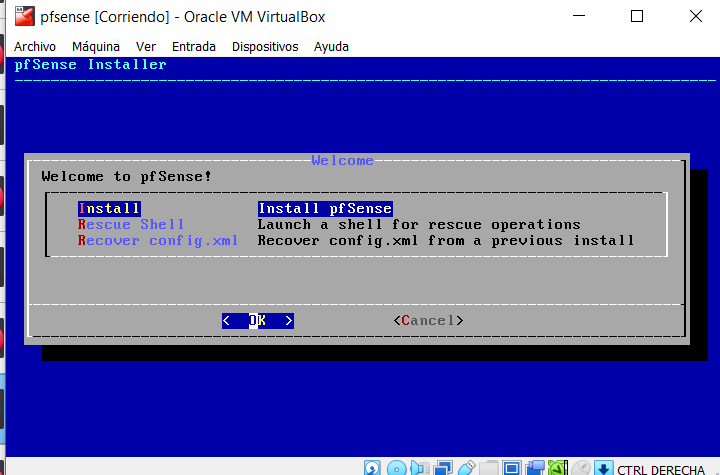 pfsense [Corriendo] - Oracle VM VirtualBox
Archivo Máquina Ver Entrada Dispositivos Ayuda
pfSense Installer
Welcome
Welcome to pfSense!
Install Install pfSense
Rescue Shell Launch a shell for rescue operations
Recover config.xml Recover config.xml from a previous install
< OK > <Cancel>
CTRL DERECHA